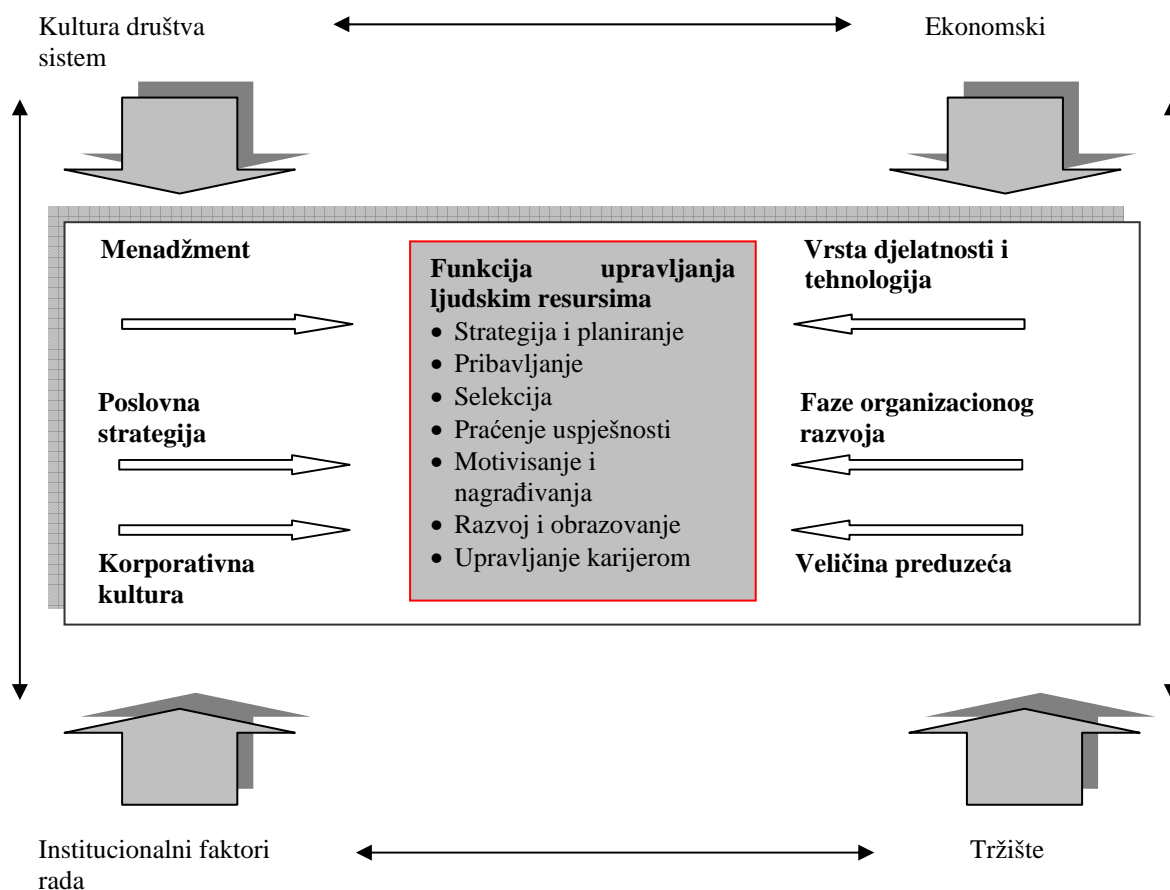 Kultura društva Ekonomski
sistem
Menadžment
Poslovna
strategija
Korporativna
kultura
Funkcija upravljanja
ljudskim resursima
• Strategija i planiranje
• Pribavljanje
• Selekcija
• Praćenje uspješnosti
• Motivisanje i
nagrađivanja
• Razvoj i obrazovanje
• Upravljanje karijerom
Vrsta djelatnosti i
tehnologija
Faze organizacionog
razvoja
Veličina preduzeća
Institucionalni faktori Tržište
rada